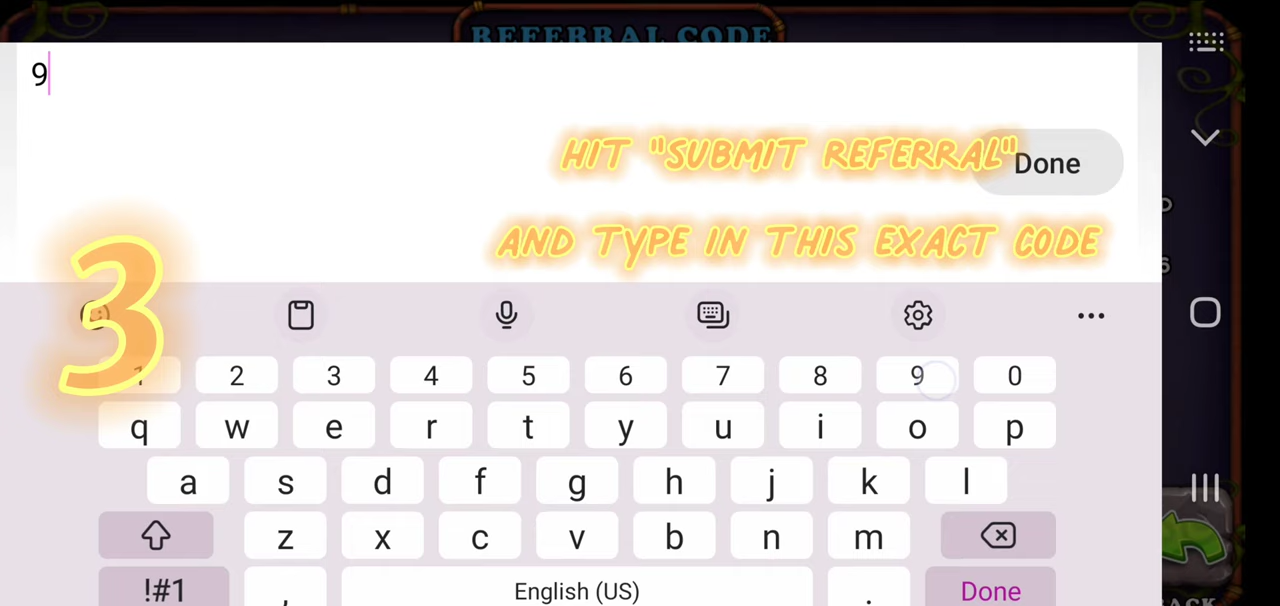 REFERRAL CODE
9
HIT "SUBMIT REFERRAL"
Done
AND TYPE IN THIS EXACT CODE
3
1 2 3 4 5 6 7 8 9 0
q w e r t y u i o p
a s d f g h j k l
z x c v b n m
!#1 , English (US) . Done